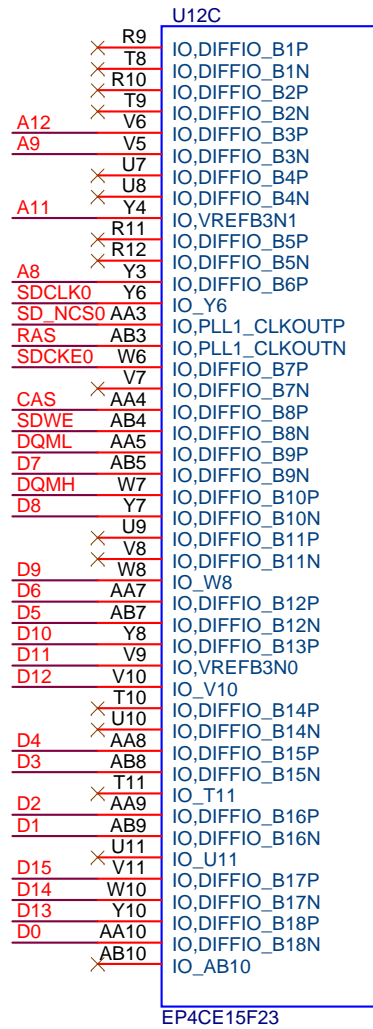 U12C
R9 IO,DIFFIO_B1P
T8 IO,DIFFIO_B1N
R10 IO,DIFFIO_B2P
T9 IO,DIFFIO_B2N
A12 V6 IO,DIFFIO_B3P
A9 V5 IO,DIFFIO_B3N
U7 IO,DIFFIO_B4P
U8 IO,DIFFIO_B4N
A11 Y4 IO,VREFB3N1
R11 IO,DIFFIO_B5P
R12 IO,DIFFIO_B5N
A8 Y3 IO,DIFFIO_B6P
SDCLK0 Y6 IO_Y6
SD_NCS0 AA3 IO,PLL1_CLKOUTP
RAS AB3 IO,PLL1_CLKOUTN
SDCKE0 W6 IO,DIFFIO_B7P
V7 IO,DIFFIO_B7N
CAS AA4 IO,DIFFIO_B8P
SDWE AB4 IO,DIFFIO_B8N
DQML AA5 IO,DIFFIO_B9P
D7 AB5 IO,DIFFIO_B9N
DQMH W7 IO,DIFFIO_B10P
D8 Y7 IO,DIFFIO_B10N
U9 IO,DIFFIO_B11P
V8 IO,DIFFIO_B11N
D9 W8 IO_W8
D6 AA7 IO,DIFFIO_B12P
D5 AB7 IO,DIFFIO_B12N
D10 Y8 IO,DIFFIO_B13P
D11 V9 IO,VREFB3N0
D12 V10 IO_V10
T10 IO,DIFFIO_B14P
U10 IO,DIFFIO_B14N
D4 AA8 IO,DIFFIO_B15P
D3 AB8 IO,DIFFIO_B15N
T11 IO_T11
D2 AA9 IO,DIFFIO_B16P
D1 AB9 IO,DIFFIO_B16N
U11 IO_U11
D15 V11 IO,DIFFIO_B17P
D14 W10 IO,DIFFIO_B17N
D13 Y10 IO,DIFFIO_B18P
D0 AA10 IO,DIFFIO_B18N
AB10 IO_AB10
EP4CE15F23